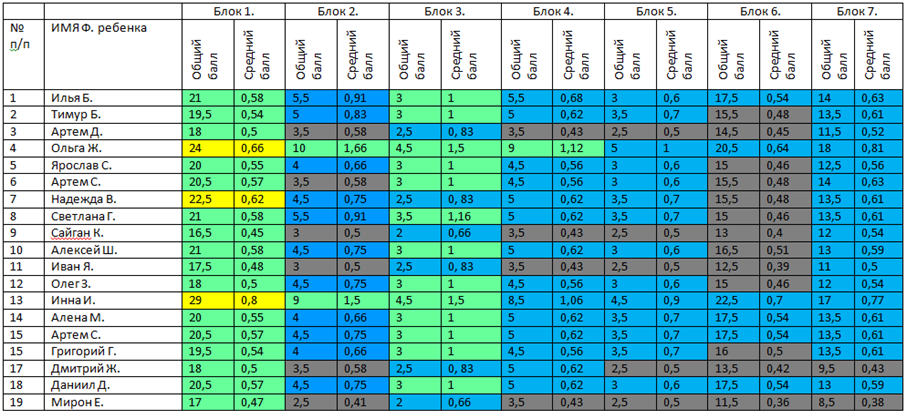 Блок 1. Блок 2. Блок 3. Блок 4. Блок 5. Блок 6. Блок 7.
№ п/п ИМЯ Ф. ребенка Общий балл Средний балл Общий балл Средний балл Общий балл Средний балл Общий балл Средний балл Общий балл Средний балл Общий балл Средний балл Общий балл Средний балл
1 Илья Б. 21 0,58 5,5 0,91 3 1 5,5 0,68 3 0,6 17,5 0,54 14 0,63
2 Тимур Б. 19,5 0,54 5 0,83 3 1 5 0,62 3,5 0,7 15,5 0,48 13,5 0,61
3 Артем Д. 18 0,5 3,5 0,58 2,5 0, 83 3,5 0,43 2,5 0,5 14,5 0,45 11,5 0,52
4 Ольга Ж. 24 0,66 10 1,66 4,5 1,5 9 1,12 5 1 20,5 0,64 18 0,81
5 Ярослав С. 20 0,55 4 0,66 3 1 4,5 0,56 3 0,6 15 0,46 12,5 0,56
6 Артем С. 20,5 0,57 3,5 0,58 3 1 4,5 0,56 3,5 0,7 15,5 0,48 14 0,63
7 Надежда В. 22,5 0,62 4,5 0,75 2,5 0, 83 5 0,62 3,5 0,7 15,5 0,48 13,5 0,61
8 Светлана Г. 21 0,58 5,5 0,91 3,5 1,16 5 0,62 3,5 0,7 15 0,46 13,5 0,61
9 Сайган К. 16,5 0,45 3 0,5 2 0,66 3,5 0,43 2,5 0,5 13 0,4 12 0,54
10 Алексей Ш. 21 0,58 4,5 0,75 3 1 5 0,62 3 0,6 16,5 0,51 13 0,59
11 Иван Я. 17,5 0,48 3 0,5 2,5 0, 83 3,5 0,43 2,5 0,5 12,5 0,39 11 0,5
12 Олег З. 18 0,5 4,5 0,75 3 1 4,5 0,56 3 0,6 15 0,46 12 0,54
13 Инна И. 29 0,8 9 1,5 4,5 1,5 8,5 1,06 4,5 0,9 22,5 0,7 17 0,77
14 Алена М. 20 0,55 4 0,66 3 1 5 0,62 3,5 0,7 17,5 0,54 13,5 0,61
15 Артем С. 20,5 0,57 4,5 0,75 3 1 5 0,62 3,5 0,7 17,5 0,54 13,5 0,61
15 Григорий Г. 19,5 0,54 4 0,66 3 1 4,5 0,56 3,5 0,7 16 0,5 13,5 0,61
17 Дмитрий Ж. 18 0,5 3,5 0,58 2,5 0, 83 5 0,62 2,5 0,5 13,5 0,42 9,5 0,43
18 Даниил Д. 20,5 0,57 4,5 0,75 3 1 5 0,62 3 0,6 17,5 0,54 13 0,59
19 Мирон Е. 17 0,47 2,5 0,41 2 0,66 3,5 0,43 2,5 0,5 11,5 0,36 8,5 0,38